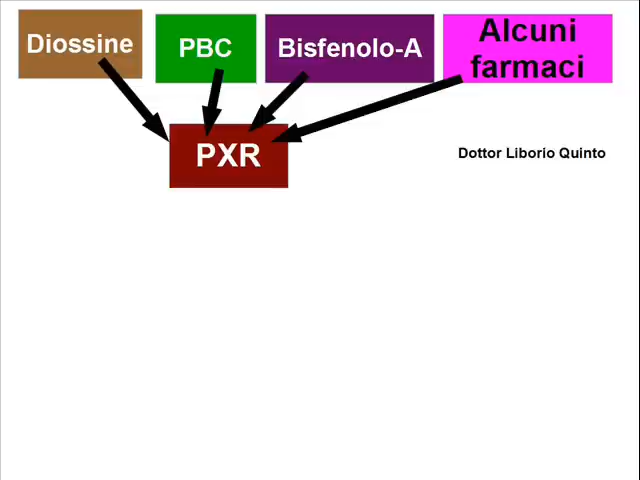 Diossine
PBC
Bisfenolo-A
Alcuni
farmaci
PXR
Dottor Liborio Quinto